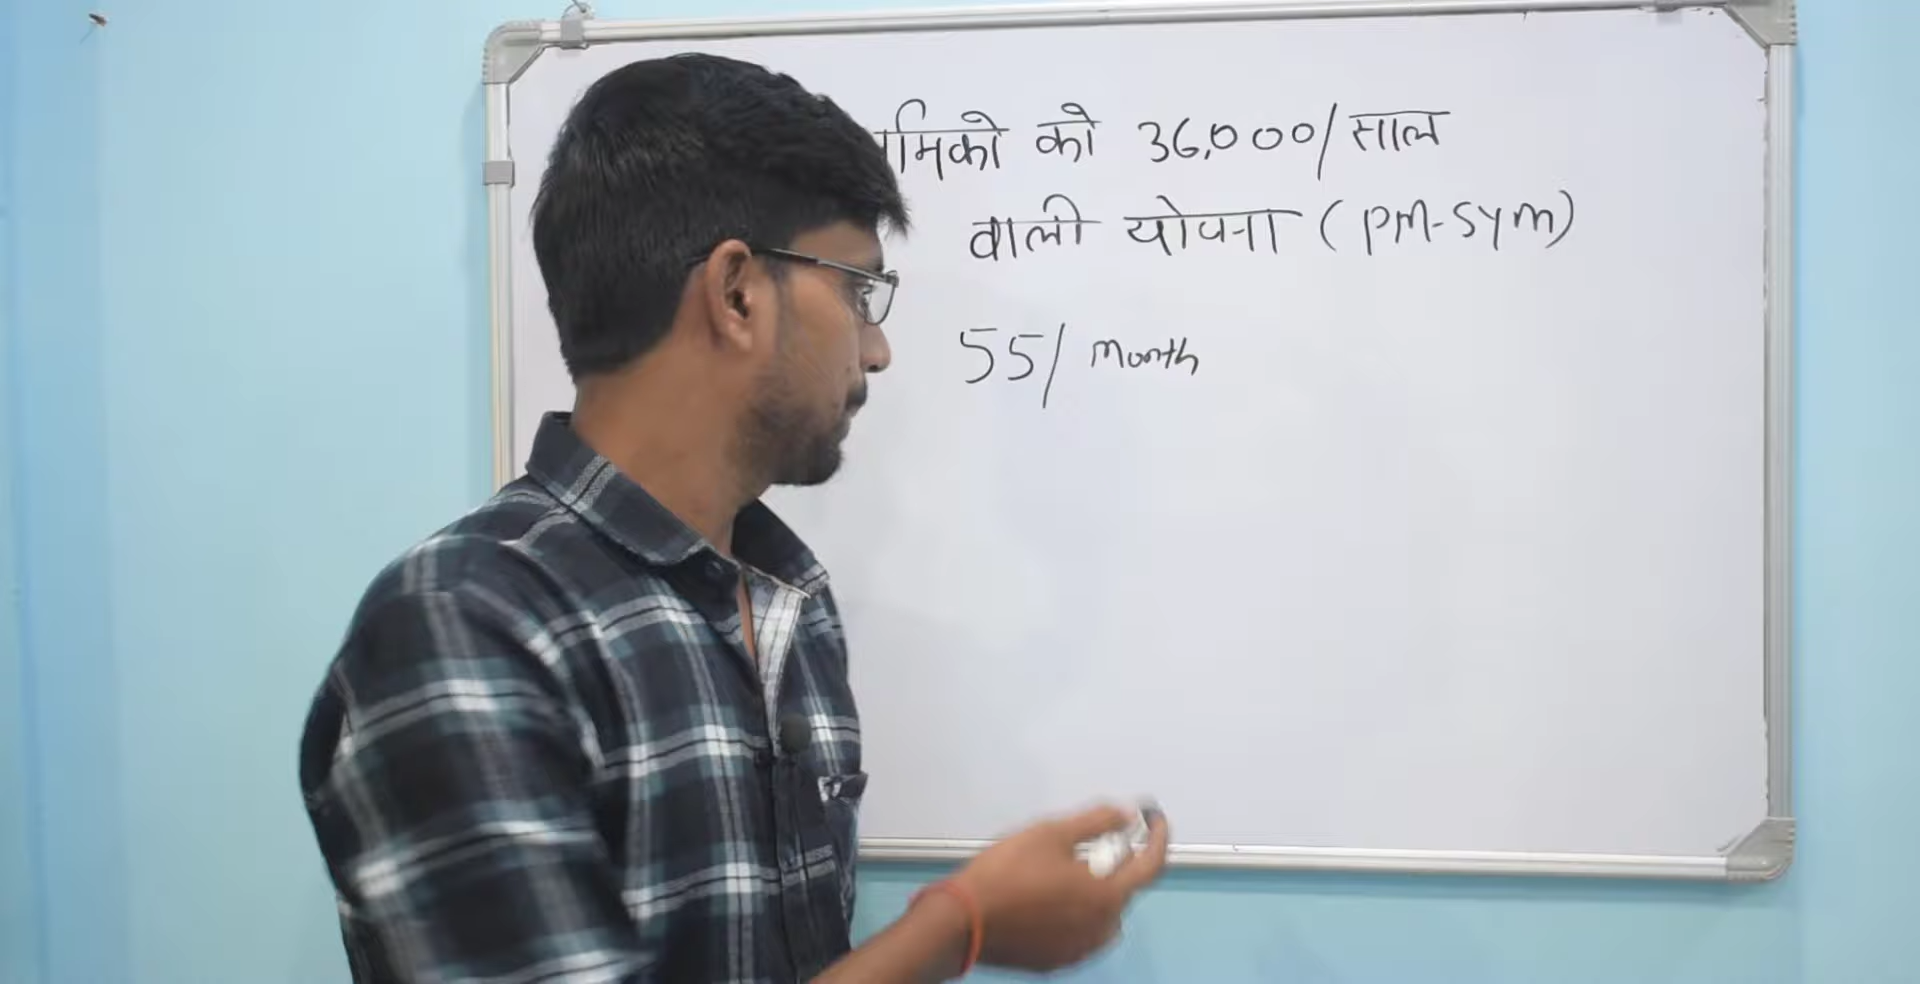 को 36,000/साल
वाली योजना (PM-SYM)
55/month